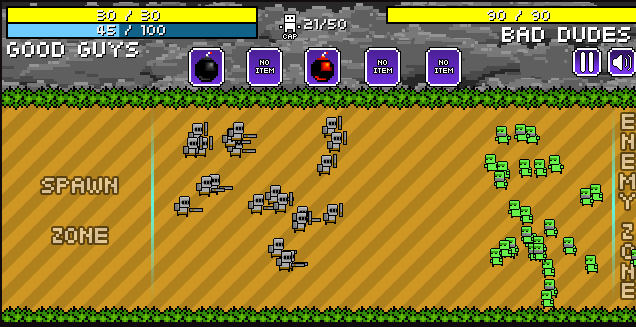 30 / 30
90 / 90
45 / 100
CAP
21/50
GOOD GUYS
BAD DUDES
NO ITEM
NO ITEM
NO ITEM
SPAWN
ZONE
ENEMY ZONE